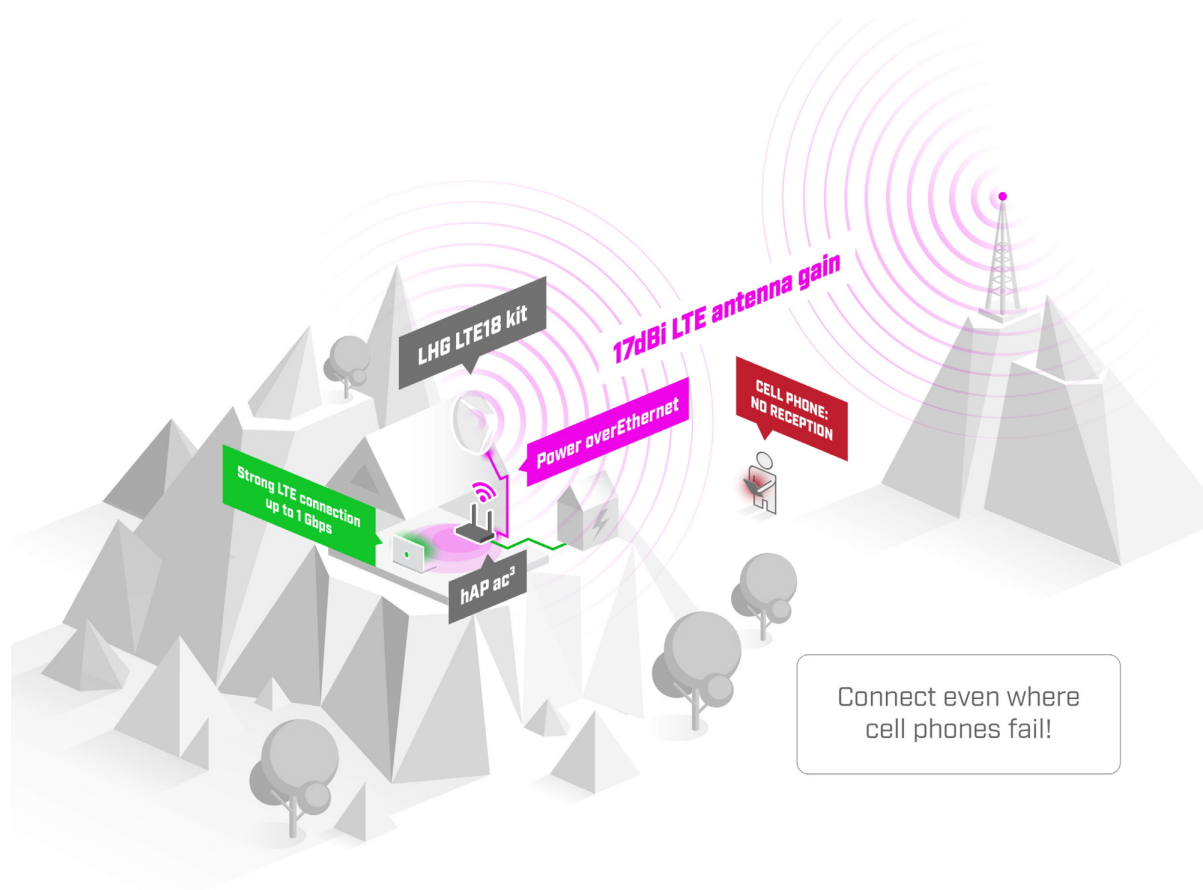 17dBi LTE antenna gain
LHG LTE18 kit
CELL PHONE:
NO RECEPTION
Power overEthernet
Strong LTE connection
up to 1 Gbps
hAP ac³
Connect even where
cell phones fail!